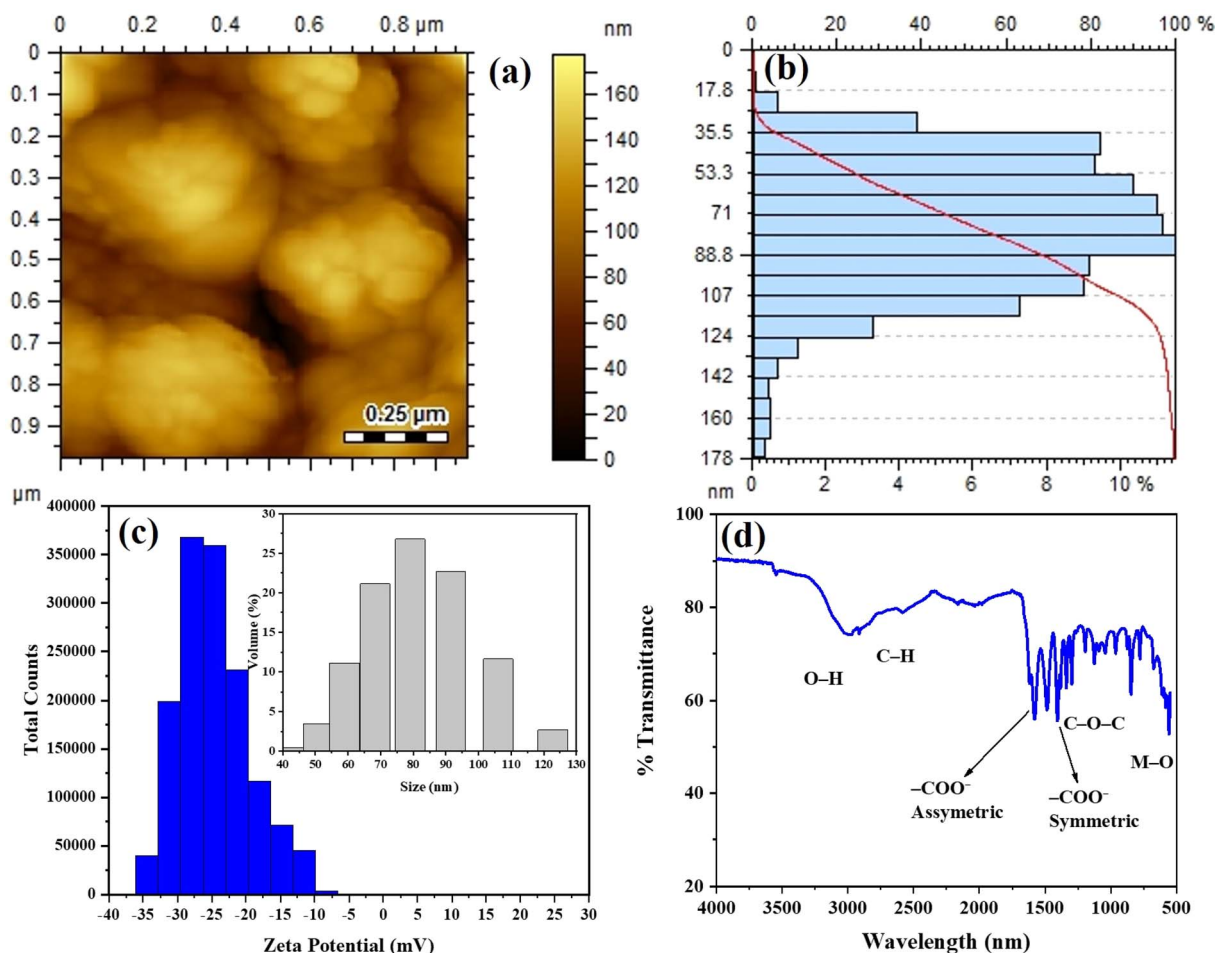 0 0.2 0.4 0.6 0.8 µm
nm
(a)
0
0.1
0.2
0.3
0.4
0.5
0.6
0.7
0.8
0.9
µm
0.25 µm
160
140
120
100
80
60
40
20
0
0 20 40 60 80 100 %
(b)
0
17.8
35.5
53.3
71
88.8
107
124
142
160
178
nm
0 2 4 6 8 10 %
(c)
Total Counts
400000
350000
300000
250000
200000
150000
100000
50000
0
-40 -35 -30 -25 -20 -15 -10 -5 0 5 10 15 20 25 30
Zeta Potential (mV)
Volume (%)
30
25
20
15
10
5
0
40 50 60 70 80 90 100 110 120 130
Size (nm)
(d)
% Transmittance
100
80
60
40
20
O–H
C–H
C–O–C
M–O
–COO⁻
Assymetric
–COO⁻
Symmetric
4000 3500 3000 2500 2000 1500 1000 500
Wavelength (nm)